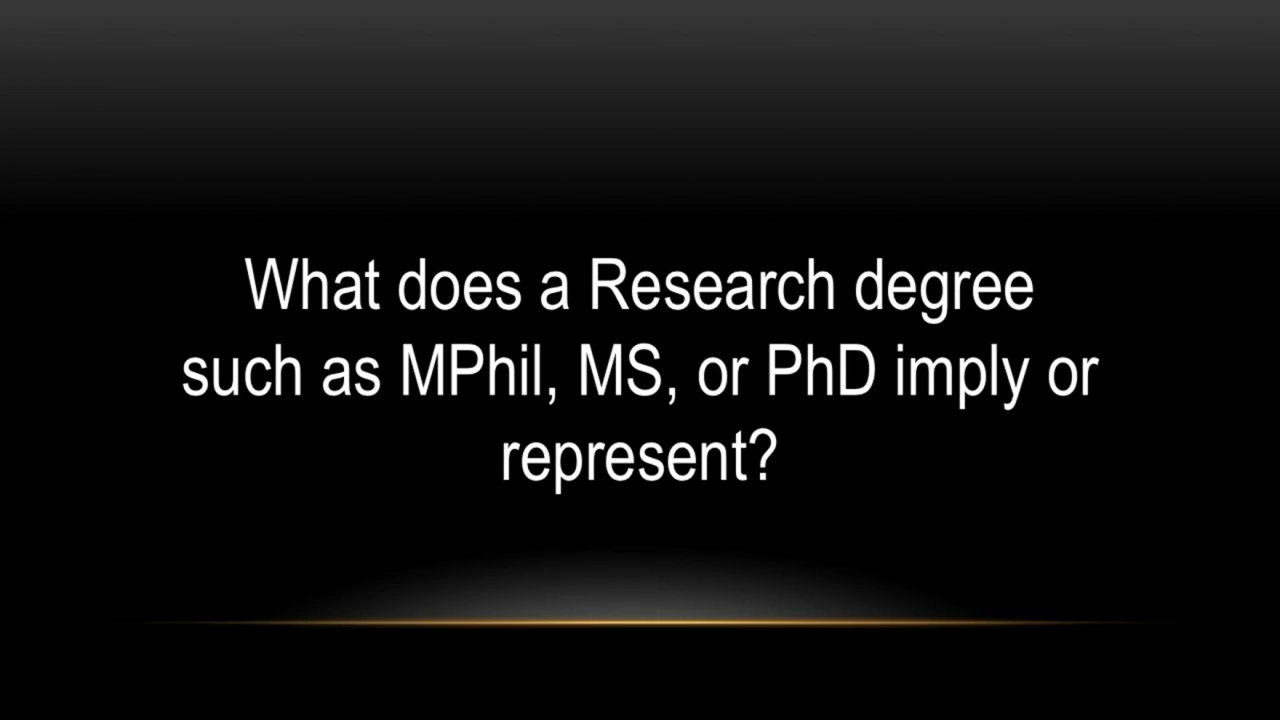 What does a Research degree
such as MPhil, MS, or PhD imply or
represent?